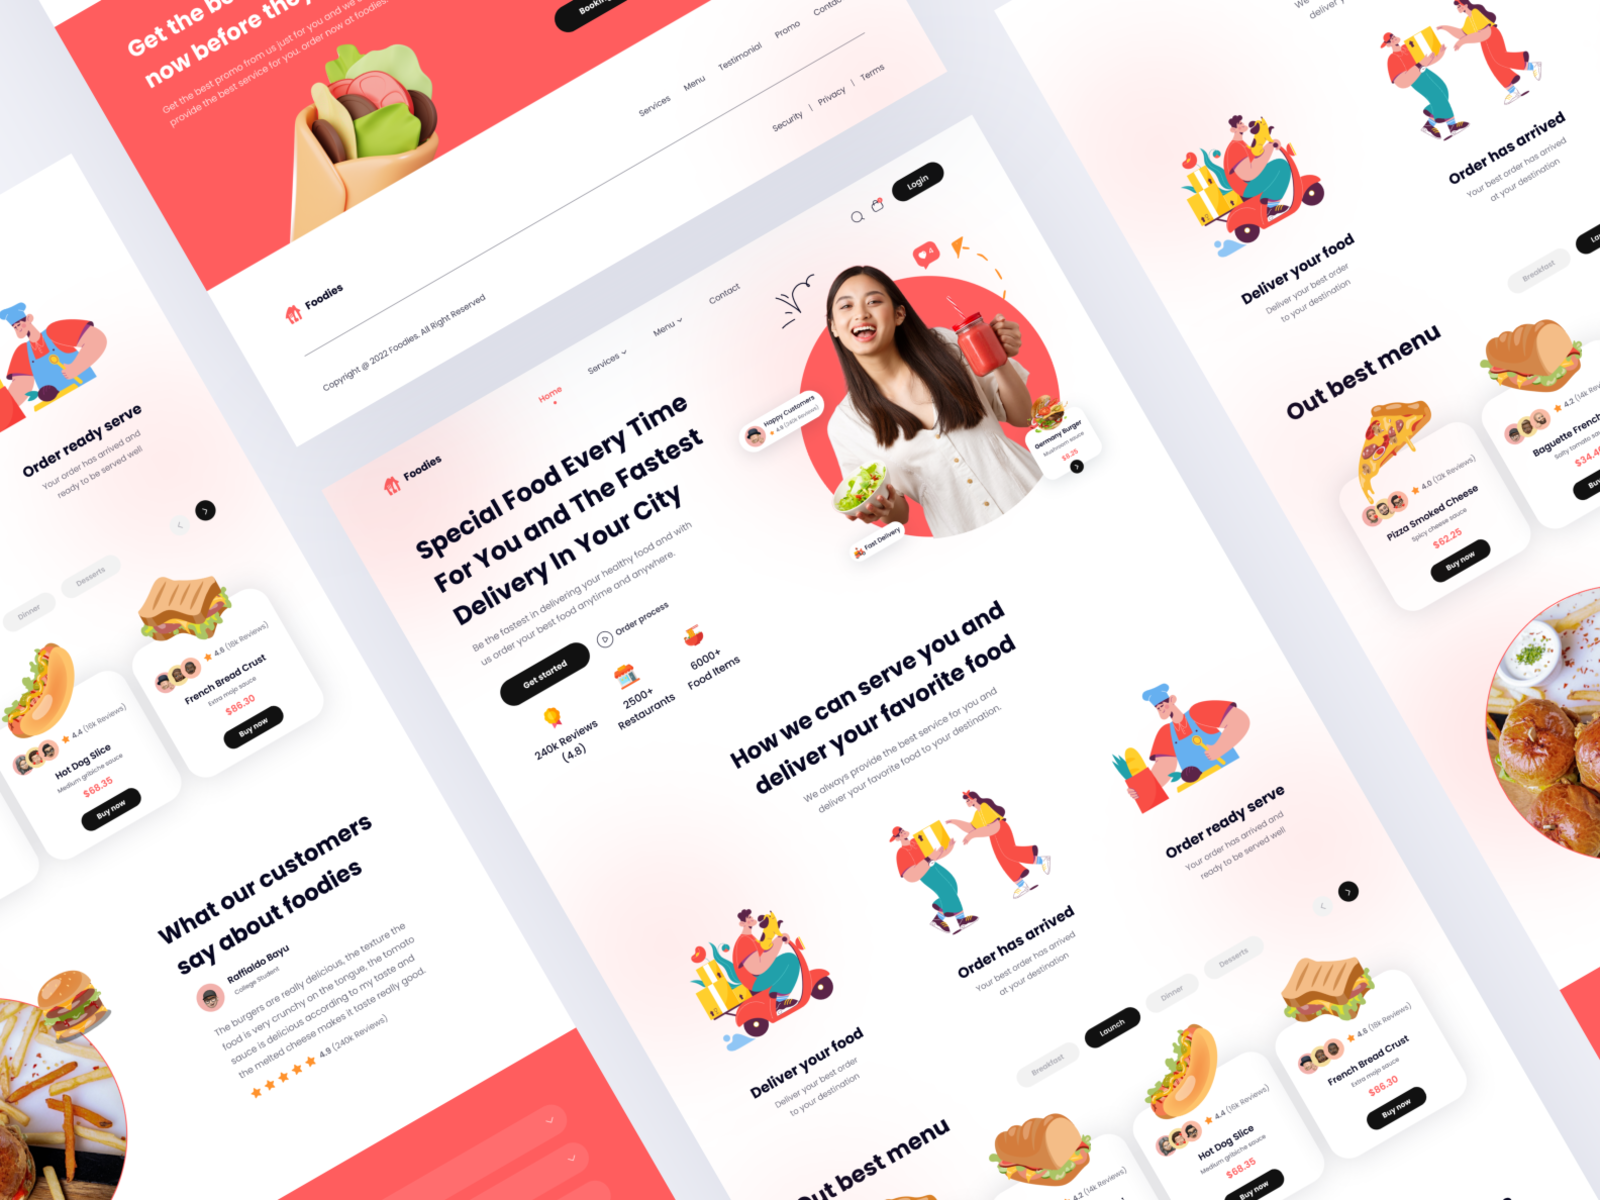 Get the be
now before the
Get the best promo from us just for you and we
provide the best service for you. order now at foodies.
Booking
Services
Menu
Testimonial
Promo
Contac
Security | Privacy | Terms
Foodies
Copyright @ 2022 Foodies. All Right Reserved
Order ready serve
Your order has arrived and
ready to be served well
Dinner
Desserts
4.4 (16k Reviews)
Hot Dog Slice
Medium gribiche sauce
$68.35
Buy now
4.6 (18k Reviews)
French Bread Crust
Extra mojo sauce
$86.30
Buy now
What our customers
say about foodies
Raffialdo Bayu
College Student
The burgers are really delicious, the texture the
food is very crunchy on the tongue, the tomato
sauce is delicious according to my taste and
the melted cheese makes it taste really good.
4.9 (240k Reviews)
Foodies
Home
Services
Menu
Contact
Login
Special Food Every Time
For You and The Fastest
Delivery In Your City
Be the fastest in delivering your healthy food and with
us order your best food anytime and anywhere.
Get started
Order process
240k Reviews
(4.8)
2500+
Restaurants
6000+
Food Items
4
Happy Customers
4.9 (240k Reviews)
Germany Burger
Mushroom sauce
$8.25
Fast Delivery
How we can serve you and
deliver your favorite food
We always provide the best service for you and
deliver your favorite food to your destination.
Deliver your food
Deliver your best order
to your destination
Order has arrived
Your best order has arrived
at your destination
Order ready serve
Your order has arrived and
ready to be served well
Out best menu
Breakfast
Launch
Dinner
Desserts
4.2 (14k Reviews)
4.4 (16k Reviews)
Hot Dog Slice
Medium gribiche sauce
$68.35
Buy now
4.6 (18k Reviews)
French Bread Crust
Extra mojo sauce
$86.30
Buy now
We
deliver y
Deliver your food
Deliver your best order
to your destination
Order has arrived
Your best order has arrived
at your destination
Out best menu
Breakfast
La
4.0 (12k Reviews)
Pizza Smoked Cheese
Spicy cheese sauce
$62.25
Buy now
4.2 (14k
Baguette French
Salty tomato sa
$34.4
Bu